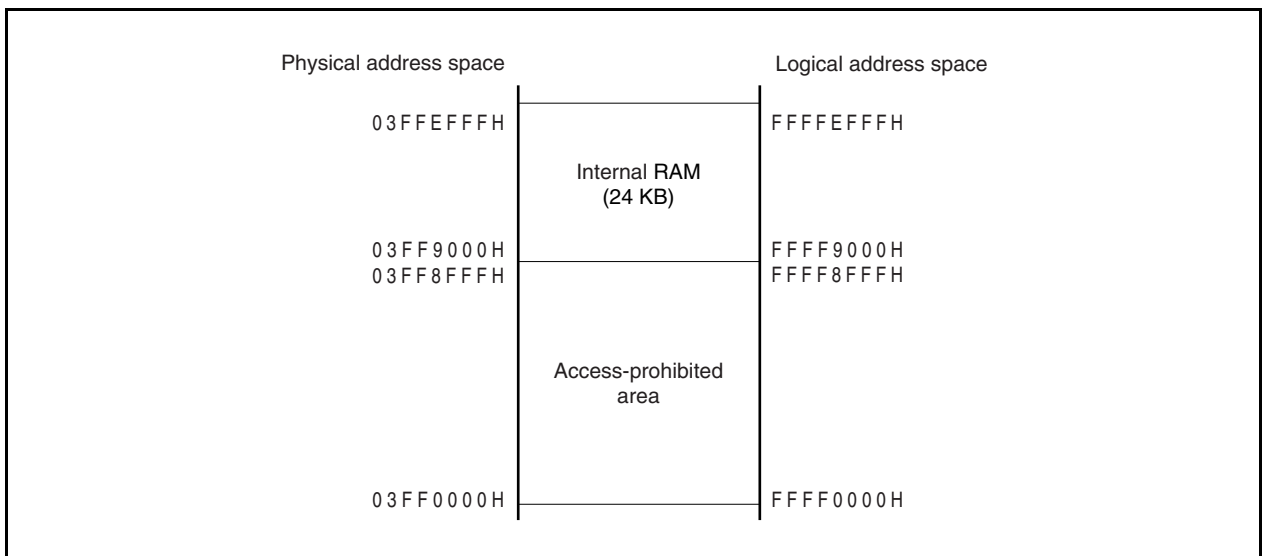 Physical address space
Logical address space
03FFEFFFH
FFFFEFFFH
Internal RAM
(24 KB)
03FF9000H
FFFF9000H
03FF8FFFH
FFFF8FFFH
Access-prohibited
area
03FF0000H
FFFF0000H